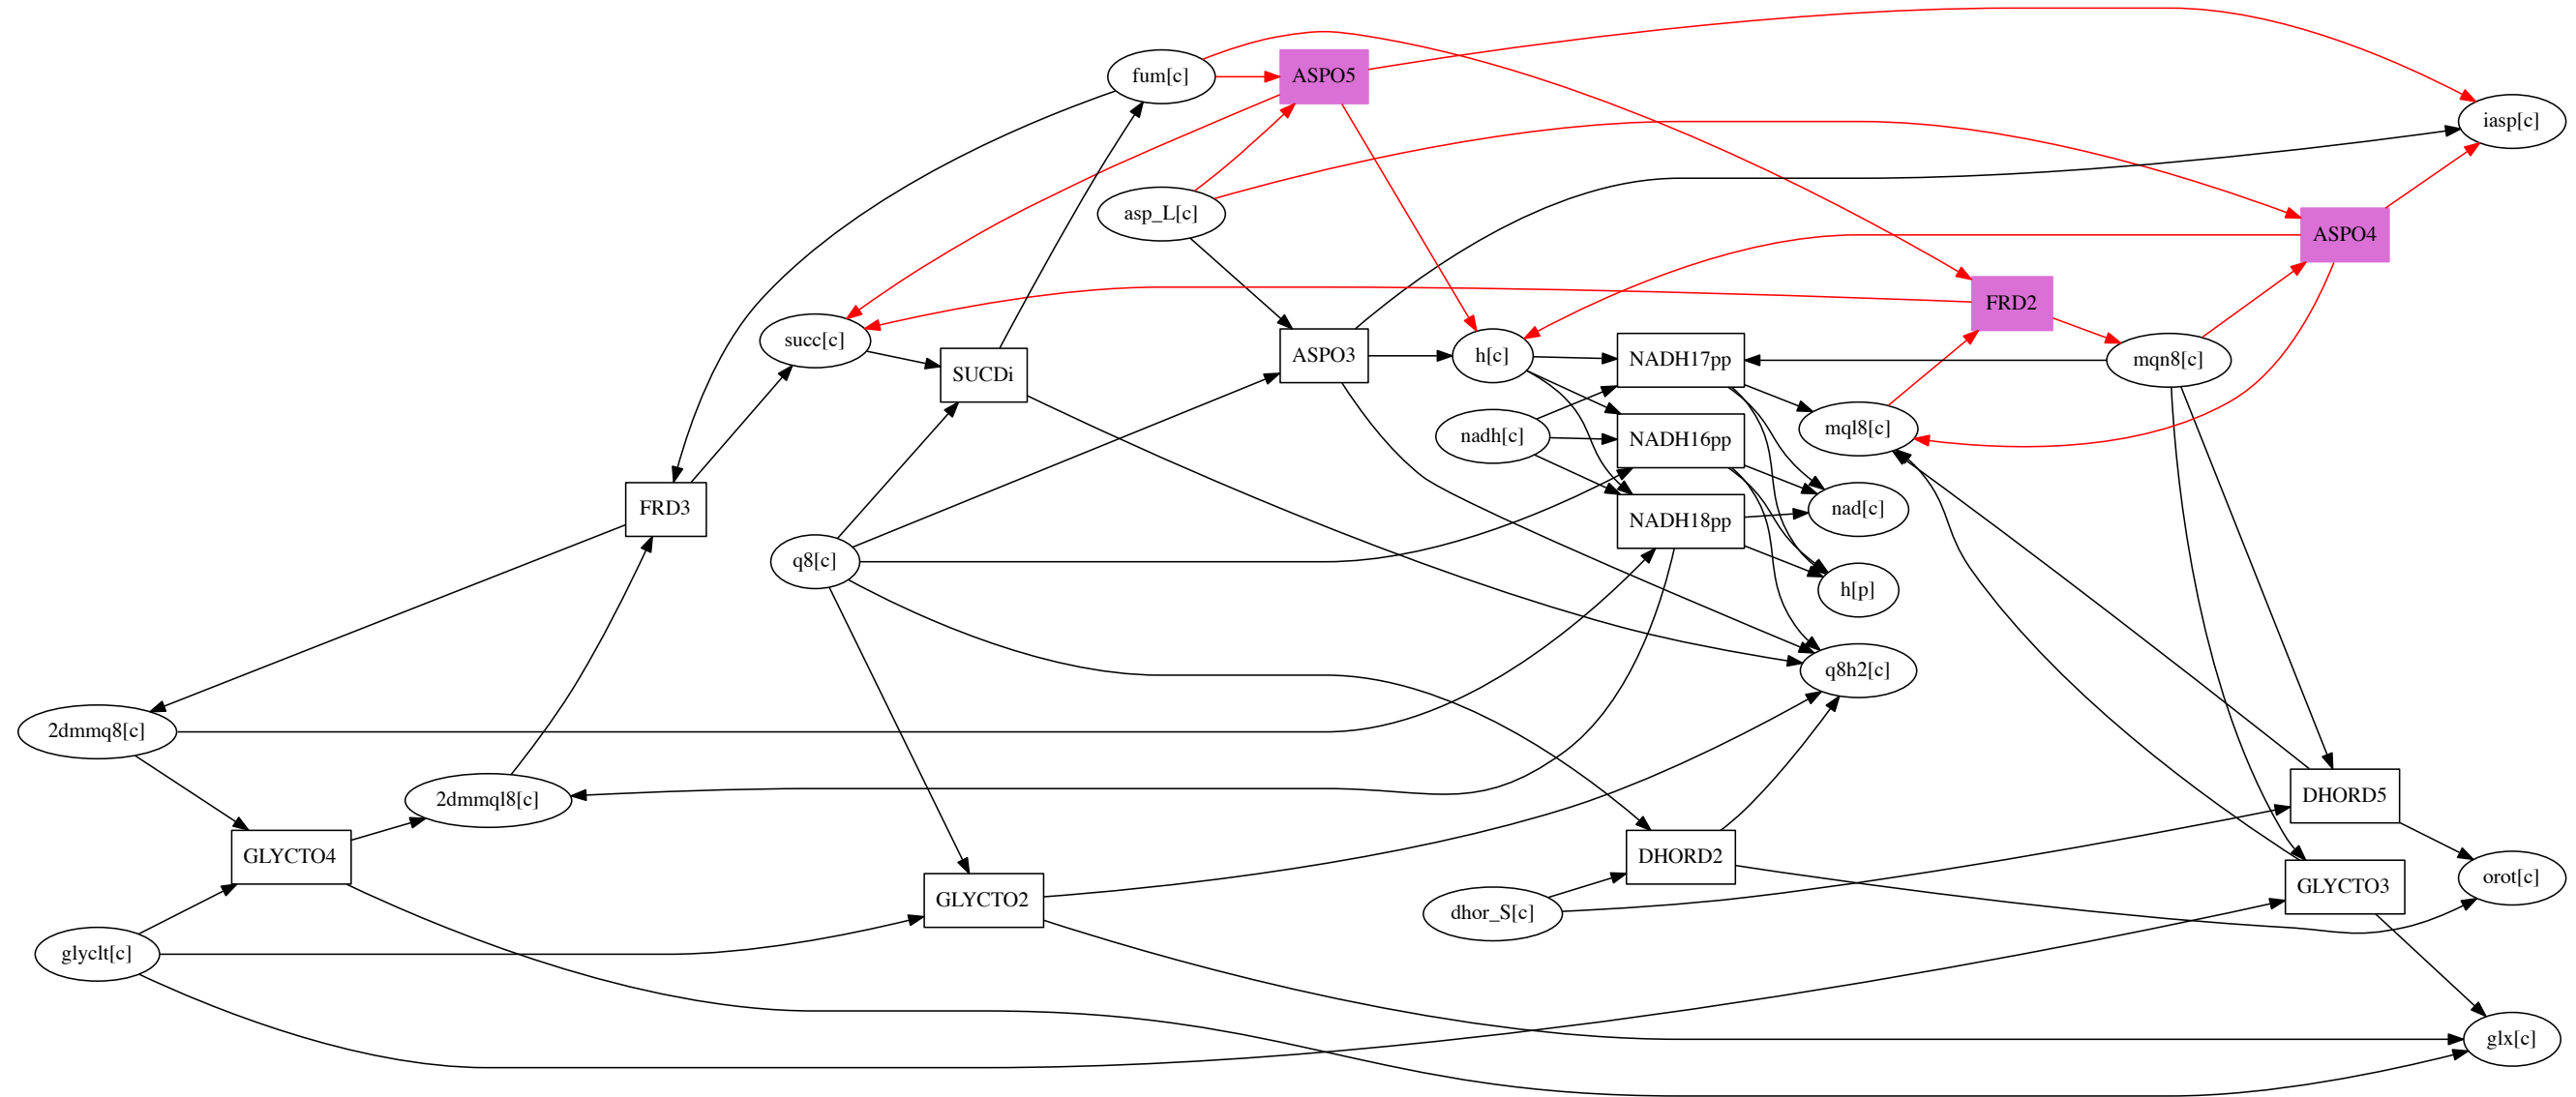 fum[c]
ASPO5
iasp[c]
asp_L[c]
ASPO4
FRD2
succ[c]
SUCDi
ASPO3
h[c]
NADH17pp
mqn8[c]
nadh[c]
NADH16pp
mql8[c]
FRD3
NADH18pp
nad[c]
q8[c]
h[p]
q8h2[c]
2dmmq8[c]
2dmmql8[c]
DHORD5
GLYCTO4
DHORD2
orot[c]
GLYCTO2
GLYCTO3
dhor_S[c]
glyclt[c]
glx[c]